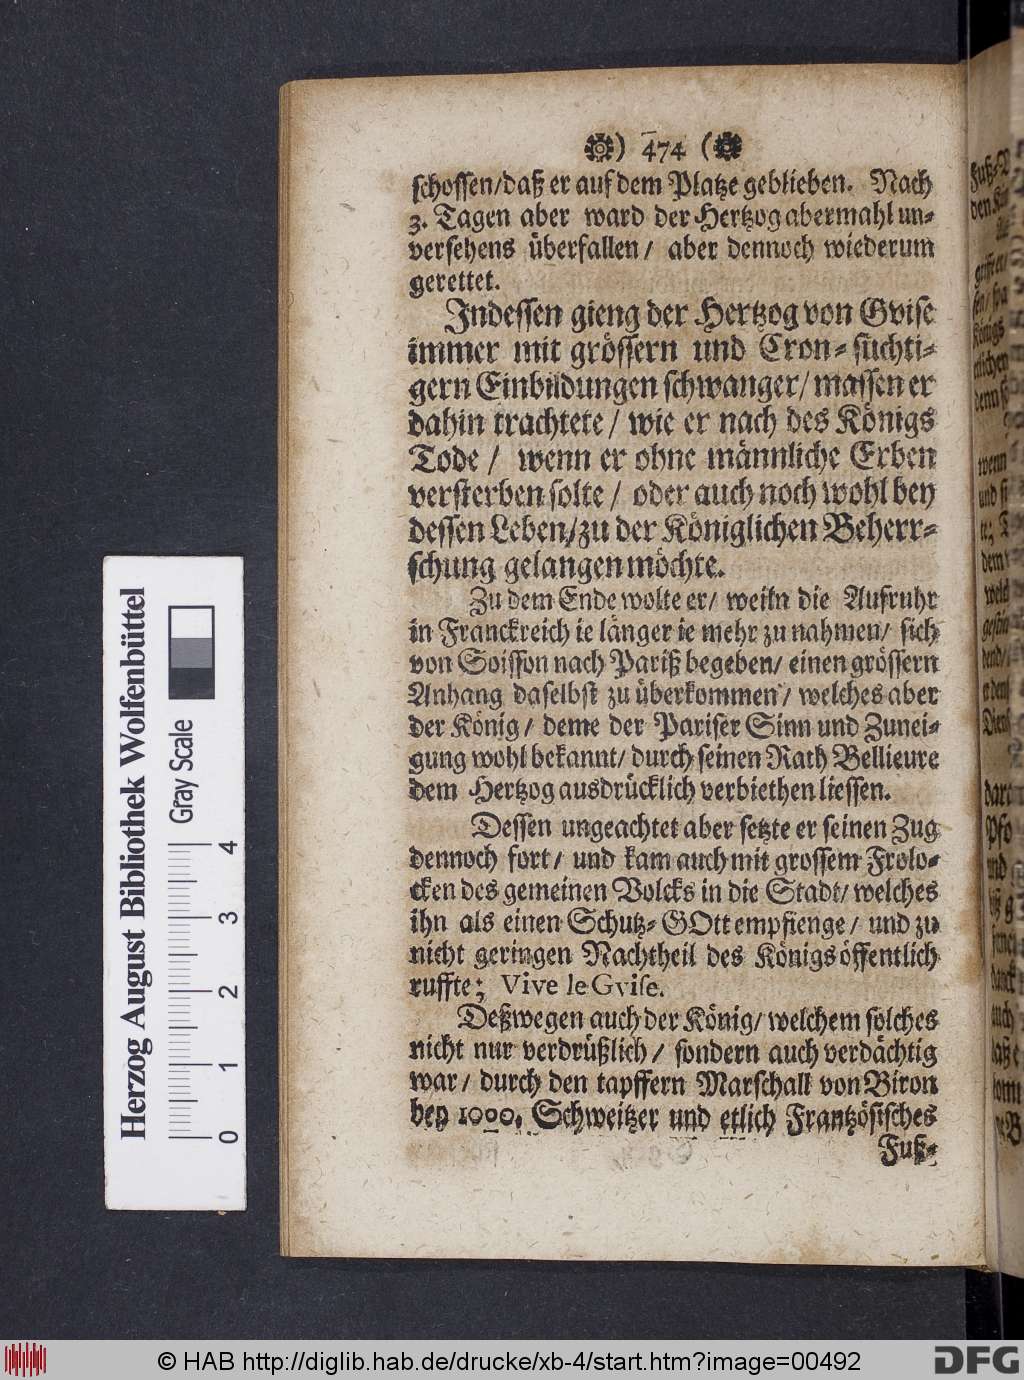 ) 474 (
schossen/daß er auf dem Platze geblieben. Nach
3. Tagen aber ward der Hertzog abermahl un-
versehens überfallen/ aber dennoch wiederum
gerettet.
Indessen gieng der Hertzog von Gvise
immer mit grössern und Cron-süchti-
gern Einbildungen schwanger/ massen er
dahin trachtete/ wie er nach des Königs
Tode/ wenn er ohne männliche Erben
versterben solte/ oder auch noch wohl bey
dessen Leben/zu der Königlichen Beherr-
schung gelangen möchte.
Zu dem Ende wolte er/ weiln die Aufruhr
in Franckreich ie länger ie mehr zu nahmen/ sich
von Soisson nach Pariß begeben/ einen grössern
Anhang daselbst zu überkommen/ welches aber
der König/ deme der Pariser Sinn und Zunei-
gung wohl bekannt/ durch seinen Rath Bellieure
dem Hertzog ausdrücklich verbiethen liessen.
Dessen ungeachtet aber setzte er seinen Zug
dennoch fort/ und kam auch mit grossem Frolo-
cken des gemeinen Volcks in die Stadt/ welches
ihn als einen Schutz-GOtt empfienge/ und zu
nicht geringen Nachtheil des Königs öffentlich
ruffte; Vive le Gvise.
Deßwegen auch der König/ welchem solches
nicht nur verdrüßlich/ sondern auch verdächtig
war/ durch den tapffern Marschall von Biron
bey 1000. Schweitzer und etlich Frantzösisches
Fuß-
Herzog August Bibliothek Wolfenbüttel
Gray Scale
0 1 2 3 4
© HAB http://diglib.hab.de/drucke/xb-4/start.htm?image=00492
DFG